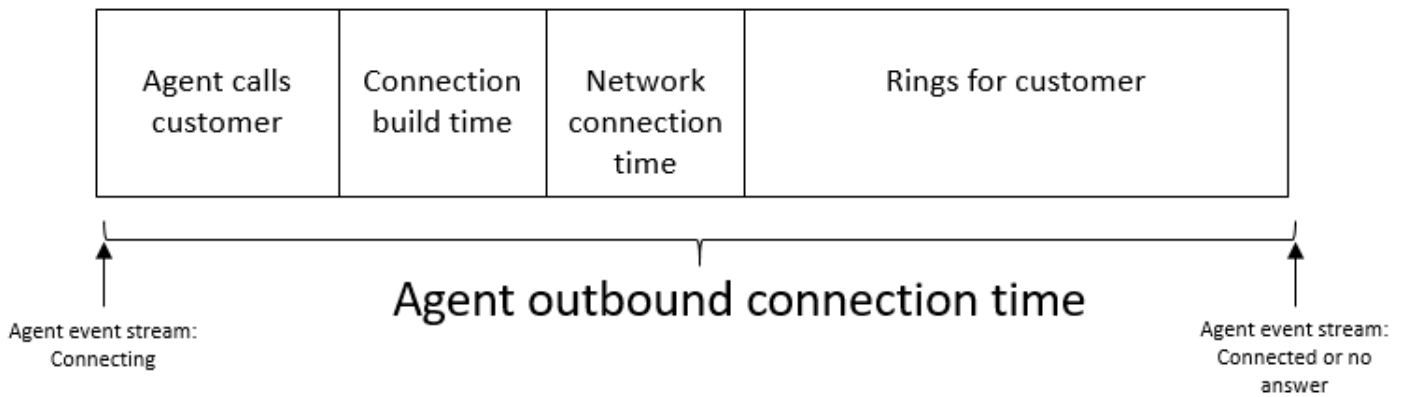 Agent calls
customer
Connection
build time
Network
connection
time
Rings for customer
Agent outbound connection time
Agent event stream:
Connecting
Agent event stream:
Connected or no
answer